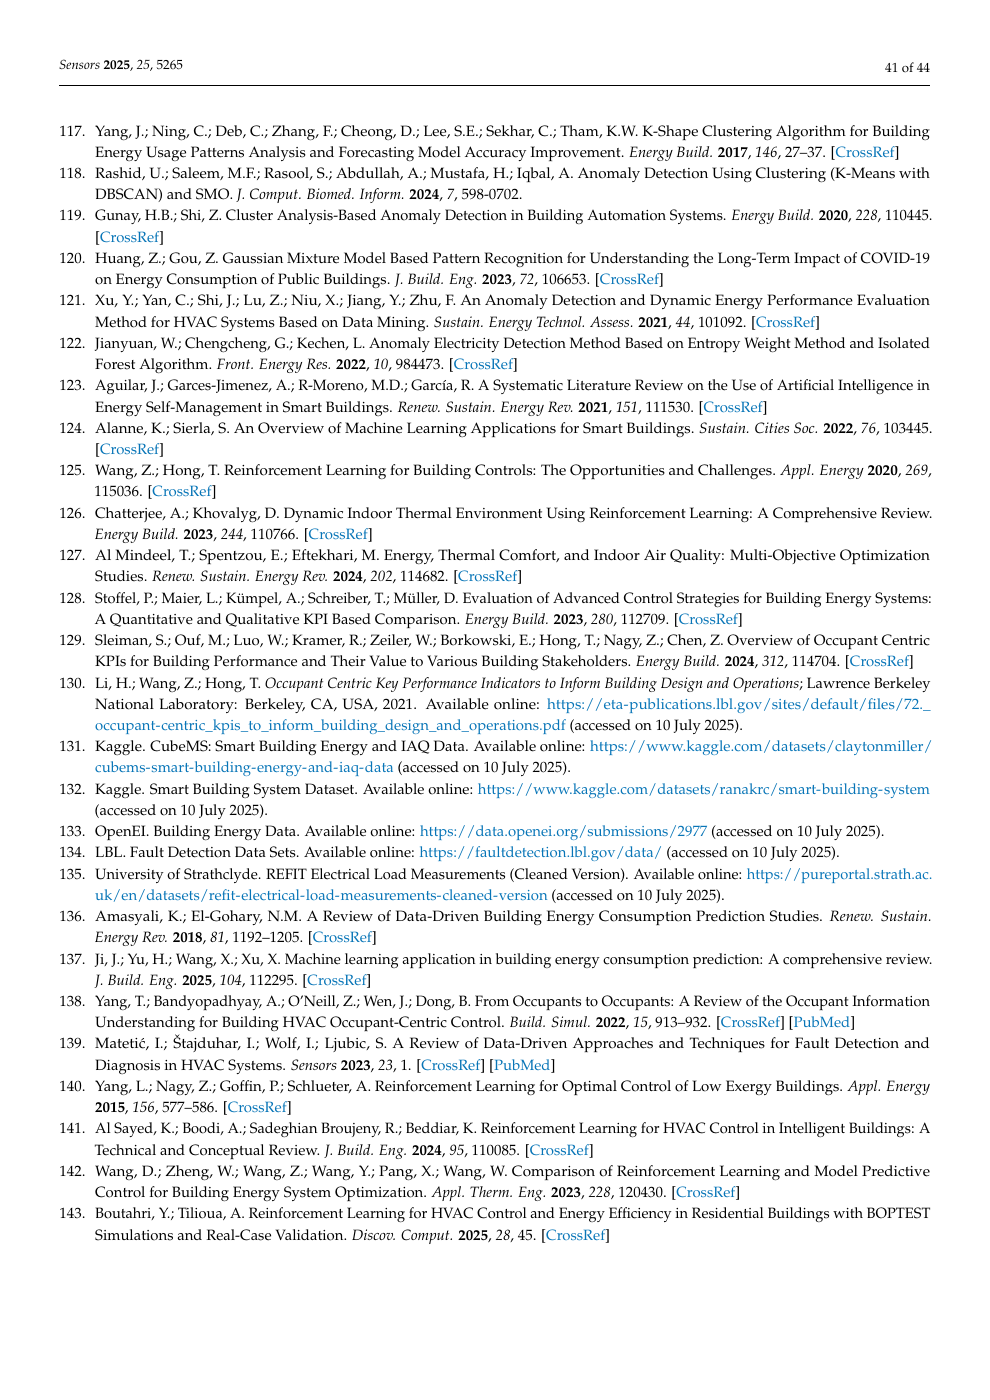 Sensors 2025, 25, 5265
41 of 44
117. Yang, J.; Ning, C.; Deb, C.; Zhang, F.; Cheong, D.; Lee, S.E.; Sekhar, C.; Tham, K.W. K-Shape Clustering Algorithm for Building
Energy Usage Patterns Analysis and Forecasting Model Accuracy Improvement. Energy Build. 2017, 146, 27–37. [CrossRef]
118. Rashid, U.; Saleem, M.F.; Rasool, S.; Abdullah, A.; Mustafa, H.; Iqbal, A. Anomaly Detection Using Clustering (K-Means with
DBSCAN) and SMO. J. Comput. Biomed. Inform. 2024, 7, 598-0702.
119. Gunay, H.B.; Shi, Z. Cluster Analysis-Based Anomaly Detection in Building Automation Systems. Energy Build. 2020, 228, 110445.
[CrossRef]
120. Huang, Z.; Gou, Z. Gaussian Mixture Model Based Pattern Recognition for Understanding the Long-Term Impact of COVID-19
on Energy Consumption of Public Buildings. J. Build. Eng. 2023, 72, 106653. [CrossRef]
121. Xu, Y.; Yan, C.; Shi, J.; Lu, Z.; Niu, X.; Jiang, Y.; Zhu, F. An Anomaly Detection and Dynamic Energy Performance Evaluation
Method for HVAC Systems Based on Data Mining. Sustain. Energy Technol. Assess. 2021, 44, 101092. [CrossRef]
122. Jianyuan, W.; Chengcheng, G.; Kechen, L. Anomaly Electricity Detection Method Based on Entropy Weight Method and Isolated
Forest Algorithm. Front. Energy Res. 2022, 10, 984473. [CrossRef]
123. Aguilar, J.; Garces-Jimenez, A.; R-Moreno, M.D.; García, R. A Systematic Literature Review on the Use of Artificial Intelligence in
Energy Self-Management in Smart Buildings. Renew. Sustain. Energy Rev. 2021, 151, 111530. [CrossRef]
124. Alanne, K.; Sierla, S. An Overview of Machine Learning Applications for Smart Buildings. Sustain. Cities Soc. 2022, 76, 103445.
[CrossRef]
125. Wang, Z.; Hong, T. Reinforcement Learning for Building Controls: The Opportunities and Challenges. Appl. Energy 2020, 269,
115036. [CrossRef]
126. Chatterjee, A.; Khovalyg, D. Dynamic Indoor Thermal Environment Using Reinforcement Learning: A Comprehensive Review.
Energy Build. 2023, 244, 110766. [CrossRef]
127. Al Mindeel, T.; Spentzou, E.; Eftekhari, M. Energy, Thermal Comfort, and Indoor Air Quality: Multi-Objective Optimization
Studies. Renew. Sustain. Energy Rev. 2024, 202, 114682. [CrossRef]
128. Stoffel, P.; Maier, L.; Kümpel, A.; Schreiber, T.; Müller, D. Evaluation of Advanced Control Strategies for Building Energy Systems:
A Quantitative and Qualitative KPI Based Comparison. Energy Build. 2023, 280, 112709. [CrossRef]
129. Sleiman, S.; Ouf, M.; Luo, W.; Kramer, R.; Zeiler, W.; Borkowski, E.; Hong, T.; Nagy, Z.; Chen, Z. Overview of Occupant Centric
KPIs for Building Performance and Their Value to Various Building Stakeholders. Energy Build. 2024, 312, 114704. [CrossRef]
130. Li, H.; Wang, Z.; Hong, T. Occupant Centric Key Performance Indicators to Inform Building Design and Operations; Lawrence Berkeley
National Laboratory: Berkeley, CA, USA, 2021. Available online: https://eta-publications.lbl.gov/sites/default/files/72._
occupant-centric_kpis_to_inform_building_design_and_operations.pdf (accessed on 10 July 2025).
131. Kaggle. CubeMS: Smart Building Energy and IAQ Data. Available online: https://www.kaggle.com/datasets/claytonmiller/
cubems-smart-building-energy-and-iaq-data (accessed on 10 July 2025).
132. Kaggle. Smart Building System Dataset. Available online: https://www.kaggle.com/datasets/ranakrc/smart-building-system
(accessed on 10 July 2025).
133. OpenEI. Building Energy Data. Available online: https://data.openei.org/submissions/2977 (accessed on 10 July 2025).
134. LBL. Fault Detection Data Sets. Available online: https://faultdetection.lbl.gov/data/ (accessed on 10 July 2025).
135. University of Strathclyde. REFIT Electrical Load Measurements (Cleaned Version). Available online: https://pureportal.strath.ac.
uk/en/datasets/refit-electrical-load-measurements-cleaned-version (accessed on 10 July 2025).
136. Amasyali, K.; El-Gohary, N.M. A Review of Data-Driven Building Energy Consumption Prediction Studies. Renew. Sustain.
Energy Rev. 2018, 81, 1192–1205. [CrossRef]
137. Ji, J.; Yu, H.; Wang, X.; Xu, X. Machine learning application in building energy consumption prediction: A comprehensive review.
J. Build. Eng. 2025, 104, 112295. [CrossRef]
138. Yang, T.; Bandyopadhyay, A.; O’Neill, Z.; Wen, J.; Dong, B. From Occupants to Occupants: A Review of the Occupant Information
Understanding for Building HVAC Occupant-Centric Control. Build. Simul. 2022, 15, 913–932. [CrossRef] [PubMed]
139. Matetić, I.; Štajduhar, I.; Wolf, I.; Ljubic, S. A Review of Data-Driven Approaches and Techniques for Fault Detection and
Diagnosis in HVAC Systems. Sensors 2023, 23, 1. [CrossRef] [PubMed]
140. Yang, L.; Nagy, Z.; Goffin, P.; Schlueter, A. Reinforcement Learning for Optimal Control of Low Exergy Buildings. Appl. Energy
2015, 156, 577–586. [CrossRef]
141. Al Sayed, K.; Boodi, A.; Sadeghian Broujeny, R.; Beddiar, K. Reinforcement Learning for HVAC Control in Intelligent Buildings: A
Technical and Conceptual Review. J. Build. Eng. 2024, 95, 110085. [CrossRef]
142. Wang, D.; Zheng, W.; Wang, Z.; Wang, Y.; Pang, X.; Wang, W. Comparison of Reinforcement Learning and Model Predictive
Control for Building Energy System Optimization. Appl. Therm. Eng. 2023, 228, 120430. [CrossRef]
143. Boutahri, Y.; Tilioua, A. Reinforcement Learning for HVAC Control and Energy Efficiency in Residential Buildings with BOPTEST
Simulations and Real-Case Validation. Discov. Comput. 2025, 28, 45. [CrossRef]